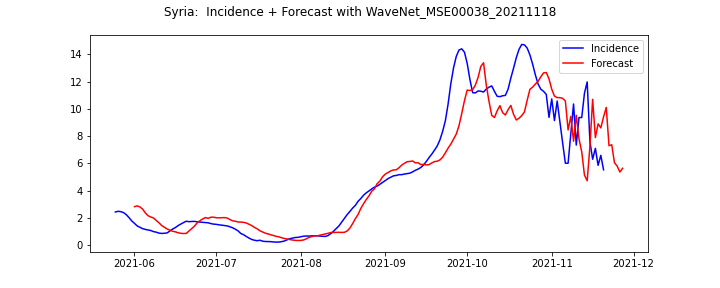 Syria:  Incidence + Forecast with WaveNet_MSE00038_20211118
Incidence
Forecast
14
12
10
8
6
4
2
0
2021-06 2021-07 2021-08 2021-09 2021-10 2021-11 2021-12